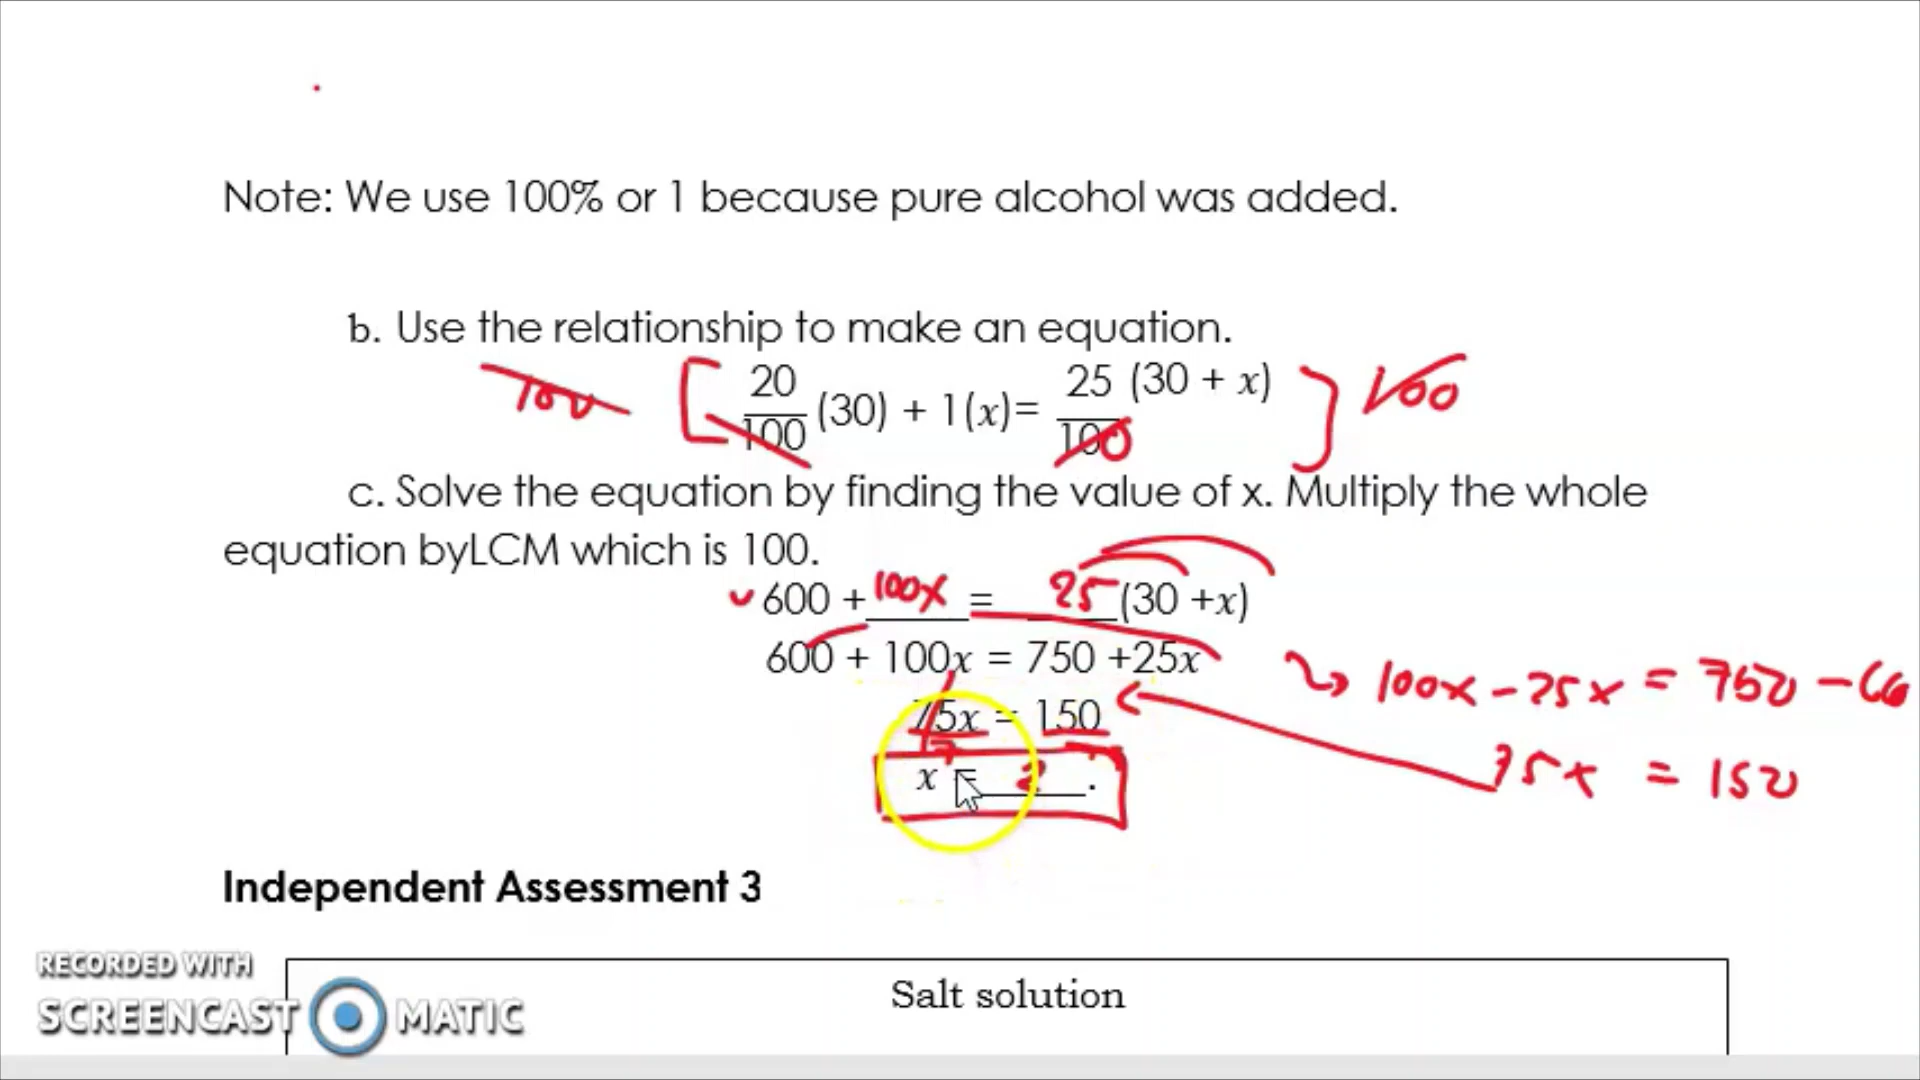 Note: We use 100% or 1 because pure alcohol was added.
b. Use the relationship to make an equation.
100 [ 20/100 (30) + 1(x)= 25/100 (30 + x) ] 100
c. Solve the equation by finding the value of x. Multiply the whole
equation byLCM which is 100.
600 + 100x = 25 (30 +x)
600 + 100x = 750 +25x
100x - 25x = 750 -
75x = 150
75x = 150
x = 2.
Independent Assessment 3
Salt solution
RECORDED WITH
SCREENCAST MATIC